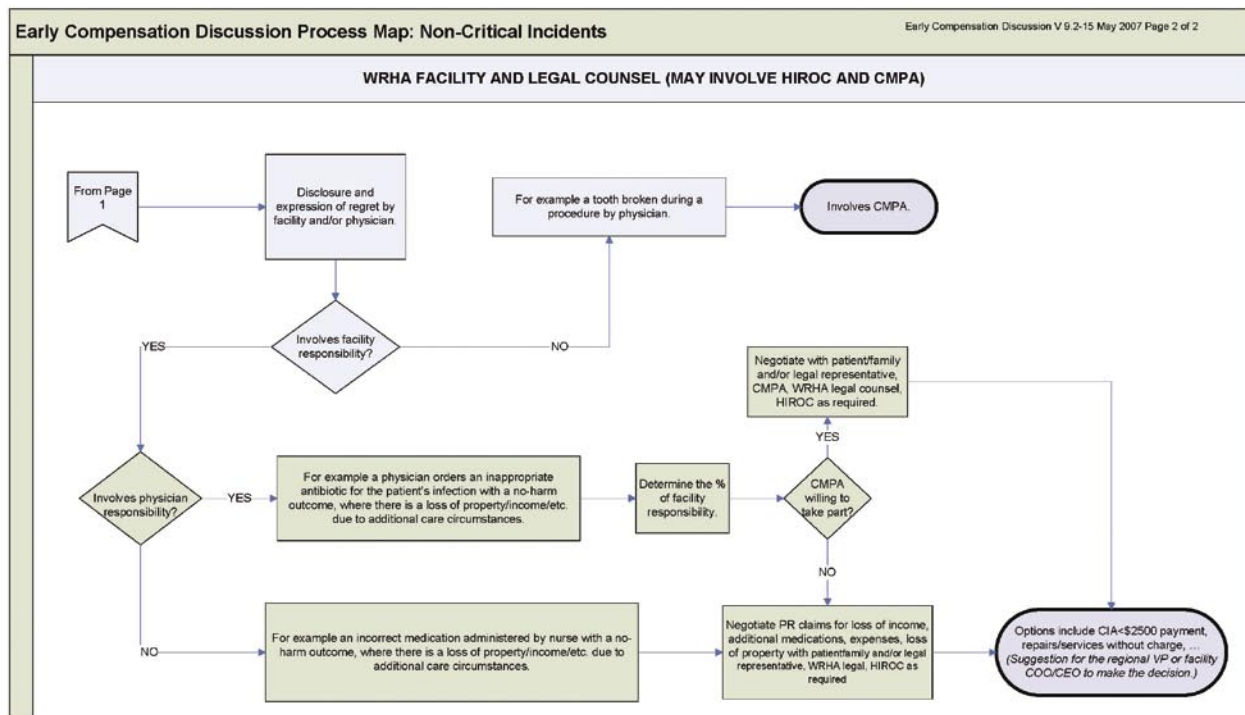 Early Compensation Discussion Process Map: Non-Critical Incidents
Early Compensation Discussion V 9.2-15 May 2007 Page 2 of 2
WRHA FACILITY AND LEGAL COUNSEL (MAY INVOLVE HIROC AND CMPA)
From Page
1
Disclosure and
expression of regret by
facility and/or physician.
For example a tooth broken during a
procedure by physician.
Involves CMPA.
Involves facility
responsibility?
YES
NO
Negotiate with patient/family
and/or legal representative,
CMPA, WRHA legal counsel,
HIROC as required.
YES
Involves physician
responsibility?
YES
For example a physician orders an inappropriate
antibiotic for the patient's infection with a no-harm
outcome, where there is a loss of property/income/etc.
due to additional care circumstances.
Determine the %
of facility
responsibility.
CMPA
willing to
take part?
NO
NO
For example an incorrect medication administered by nurse with a no-
harm outcome, where there is a loss of property/income/etc. due to
additional care circumstances.
Negotiate PR claims for loss of income,
additional medications, expenses, loss
of property with patientfamily and/or legal
representative, WRHA legal, HIROC as
required
Options include CIA<$2500 payment,
repairs/services without charge, ...
(Suggestion for the regional VP or facility
COO/CEO to make the decision.)